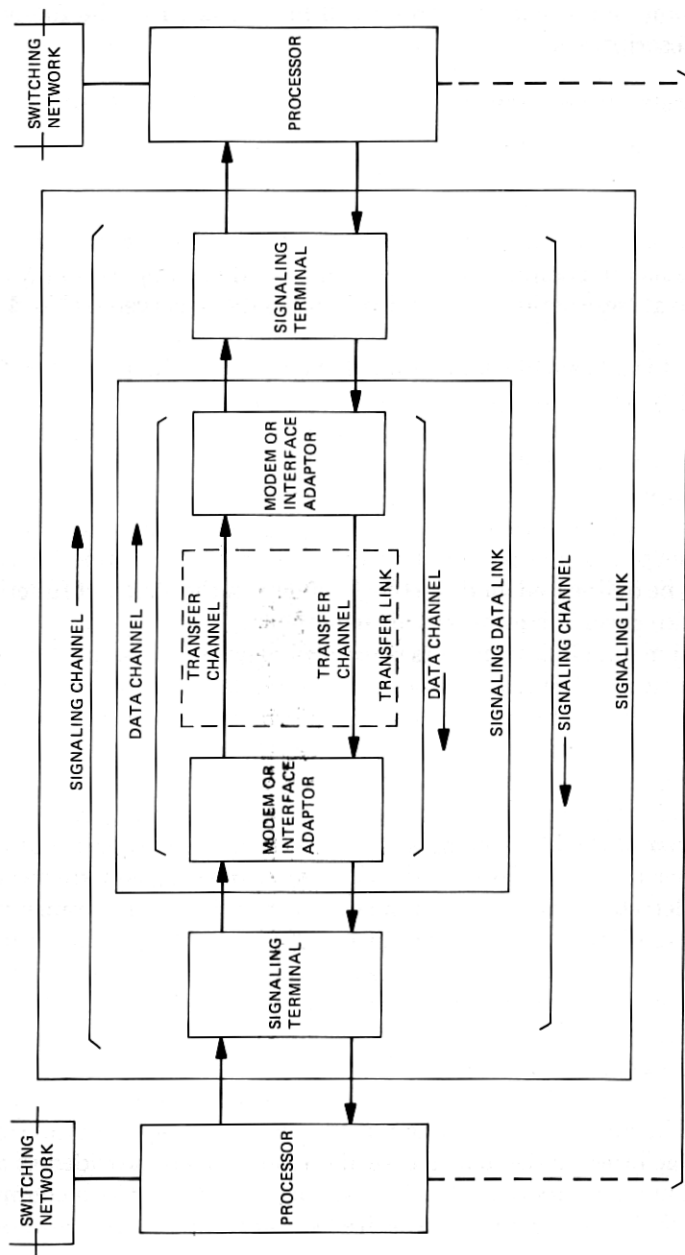 SWITCHING
NETWORK
PROCESSOR
SIGNALING CHANNEL
DATA CHANNEL
SIGNALING
TERMINAL
MODEM OR
INTERFACE
ADAPTOR
TRANSFER
CHANNEL
TRANSFER
CHANNEL
TRANSFER LINK
MODEM OR
INTERFACE
ADAPTOR
SIGNALING
TERMINAL
DATA CHANNEL
SIGNALING DATA LINK
SIGNALING CHANNEL
SIGNALING LINK
SWITCHING
NETWORK
PROCESSOR